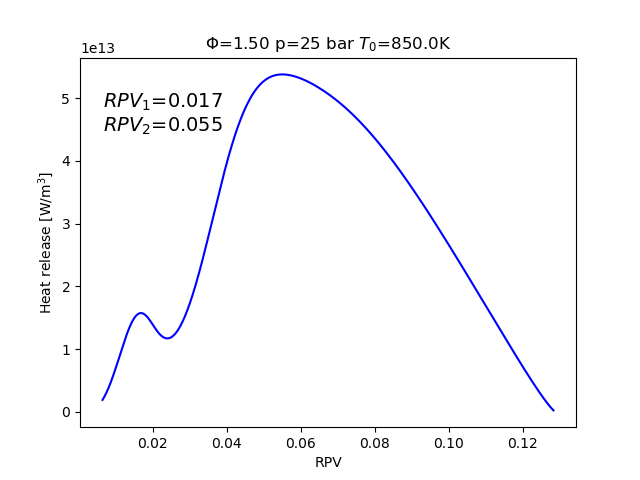 Φ=1.50 p=25 bar T₀=850.0K
1e13
RPV₁=0.017
RPV₂=0.055
5
4
3
2
1
0
Heat release [W/m³]
0.02 0.04 0.06 0.08 0.10 0.12
RPV